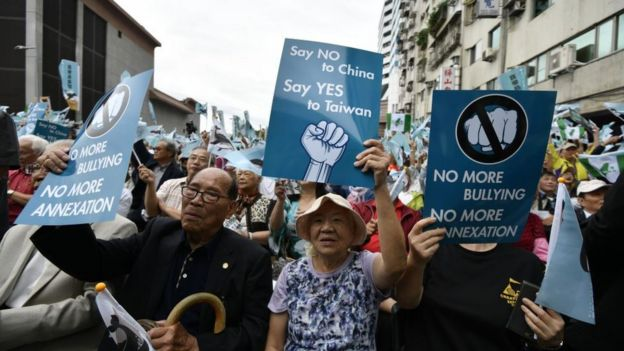 NO MORE
BULLYING
NO MORE
ANNEXATION
Say NO
to China
Say YES
to Taiwan
NO MORE
BULLYING
NO MORE
ANNEXATION